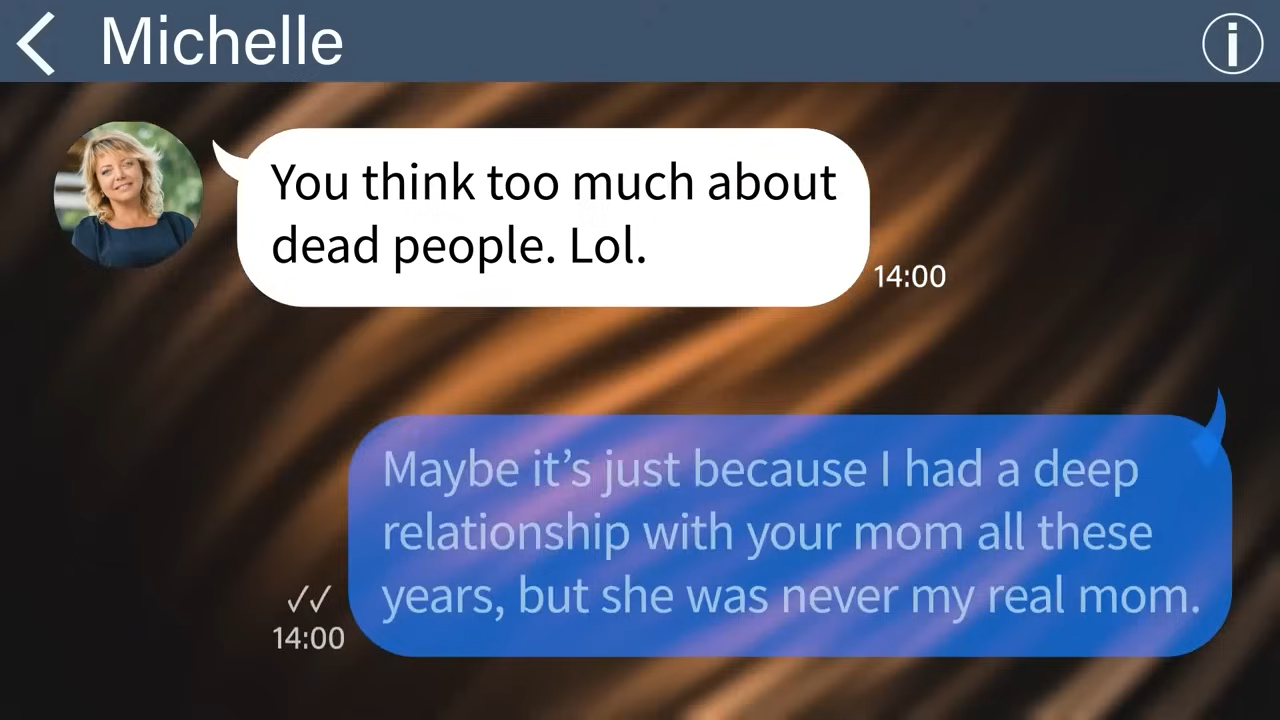 Michelle
You think too much about
dead people. Lol.
14:00
Maybe it’s just because I had a deep
relationship with your mom all these
years, but she was never my real mom.
14:00